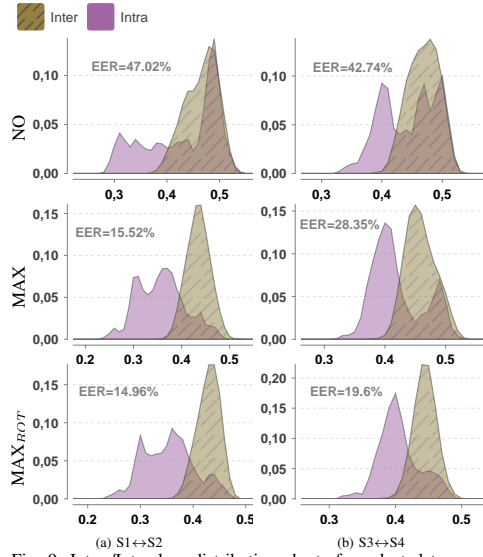 Inter Intra
NO
EER=47.02%
0,10
0,05
0,00
0.3 0.4 0.5
EER=42.74%
0,10
0,05
0,00
0.3 0.4 0.5
MAX
0,15
EER=15.52%
0,10
0,05
0,00
0.2 0.3 0.4 0.5
0,15
EER=28.35%
0,10
0,05
0,00
0.3 0.4 0.5
MAX_ROT
0,15
EER=14.96%
0,10
0,05
0,00
0.2 0.3 0.4 0.5
0,20
EER=19.6%
0,15
0,10
0,05
0,00
0.2 0.3 0.4 0.5
(a) S1↔S2
(b) S3↔S4